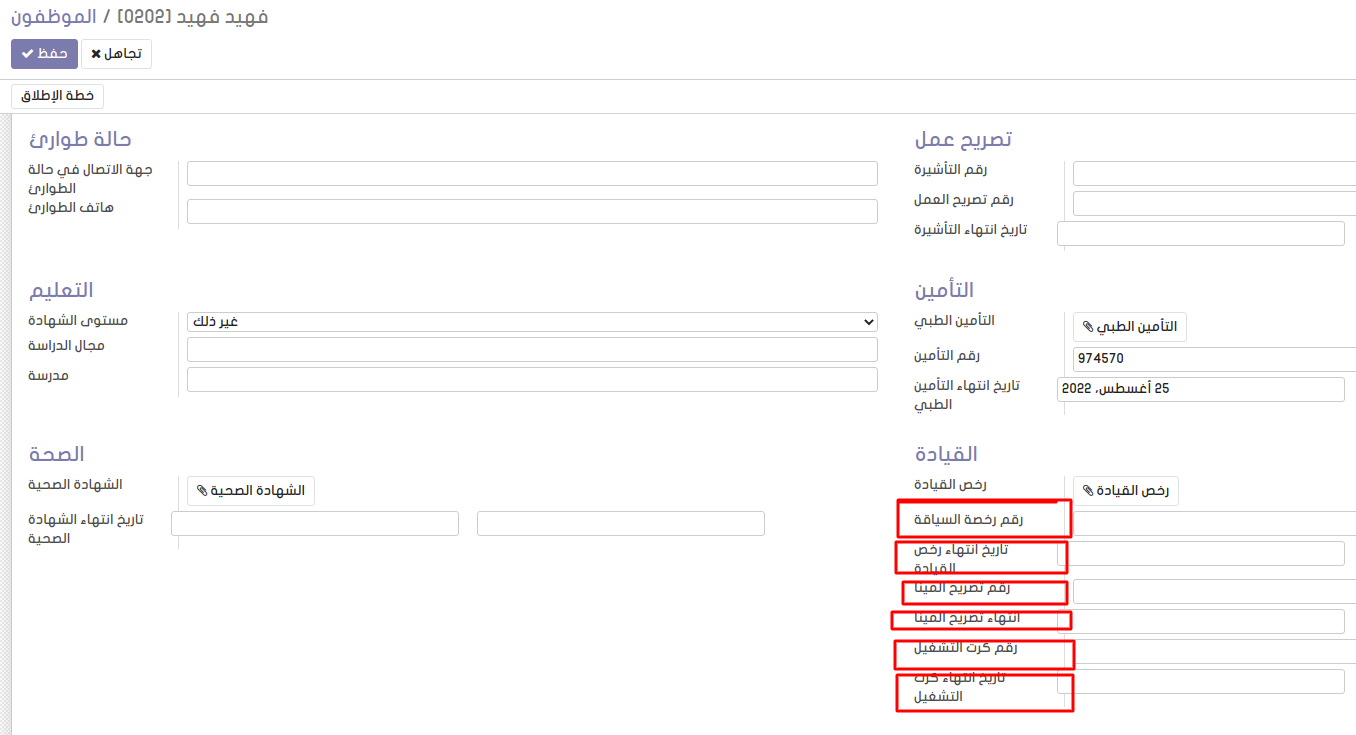 الموظفون / فهيد فهيد [0202]
حفظ
تجاهل
خطة الإطلاق
حالة طوارئ
جهة الاتصال في حالة
الطوارئ
هاتف الطوارئ
تصريح عمل
رقم التأشيرة
رقم تصريح العمل
تاريخ انتهاء التأشيرة
التعليم
مستوى الشهادة
غير ذلك
مجال الدراسة
مدرسة
التأمين
التأمين الطبي
التأمين الطبي
رقم التأمين
974570
تاريخ انتهاء التأمين
الطبي
25 أغسطس، 2022
الصحة
الشهادة الصحية
الشهادة الصحية
تاريخ انتهاء الشهادة
الصحية
القيادة
رخص القيادة
رخص القيادة
رقم رخصة السياقة
تاريخ انتهاء رخص
القيادة
رقم تصريح المينا
انتهاء تصريح المينا
رقم كرت التشغيل
تاريخ انتهاء كرت
التشغيل